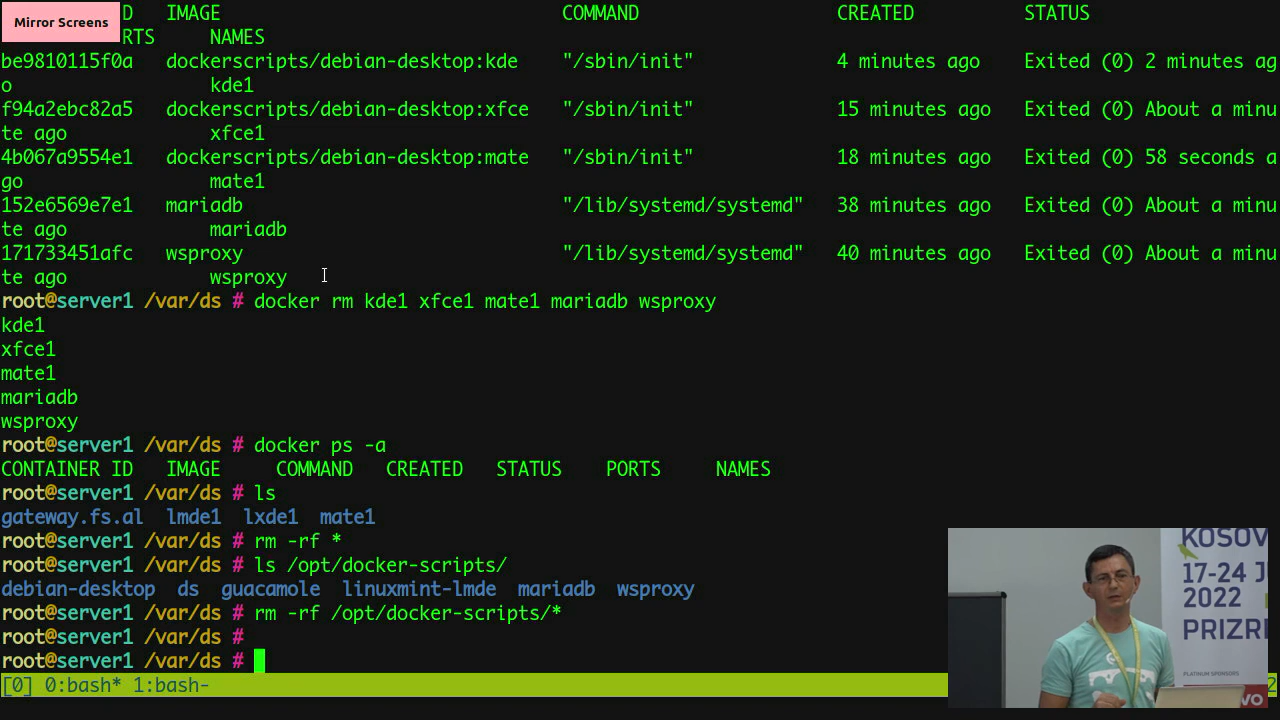 Mirror Screens
D   IMAGE                               COMMAND                  CREATED          STATUS
RTS     NAMES
be9810115f0a   dockerscripts/debian-desktop:kde    "/sbin/init"             4 minutes ago    Exited (0) 2 minutes ag
o                  kde1
f94a2ebc82a5   dockerscripts/debian-desktop:xfce   "/sbin/init"             15 minutes ago   Exited (0) About a minu
te ago             xfce1
4b067a9554e1   dockerscripts/debian-desktop:mate   "/sbin/init"             18 minutes ago   Exited (0) 58 seconds a
go                 mate1
152e6569e7e1   mariadb                             "/lib/systemd/systemd"   38 minutes ago   Exited (0) About a minu
te ago             mariadb
171733451afc   wsproxy                             "/lib/systemd/systemd"   40 minutes ago   Exited (0) About a minu
te ago             wsproxy
root@server1 /var/ds # docker rm kde1 xfce1 mate1 mariadb wsproxy
kde1
xfce1
mate1
mariadb
wsproxy
root@server1 /var/ds # docker ps -a
CONTAINER ID   IMAGE     COMMAND   CREATED   STATUS    PORTS     NAMES
root@server1 /var/ds # ls
gateway.fs.al  lmde1  lxde1  mate1
root@server1 /var/ds # rm -rf *
root@server1 /var/ds # ls /opt/docker-scripts/
debian-desktop  ds  guacamole  linuxmint-lmde  mariadb  wsproxy
root@server1 /var/ds # rm -rf /opt/docker-scripts/*
root@server1 /var/ds #
root@server1 /var/ds #
[0] 0:bash* 1:bash-
KOSOV
17-24 J
2022
PRIZRE
PLATINUM SPONSORS